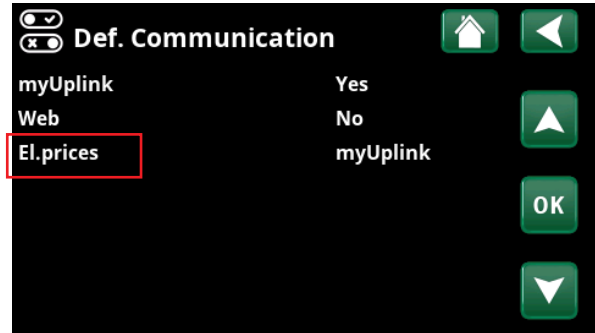 Def. Communication
myUplink Yes
Web No
El.prices myUplink
OK